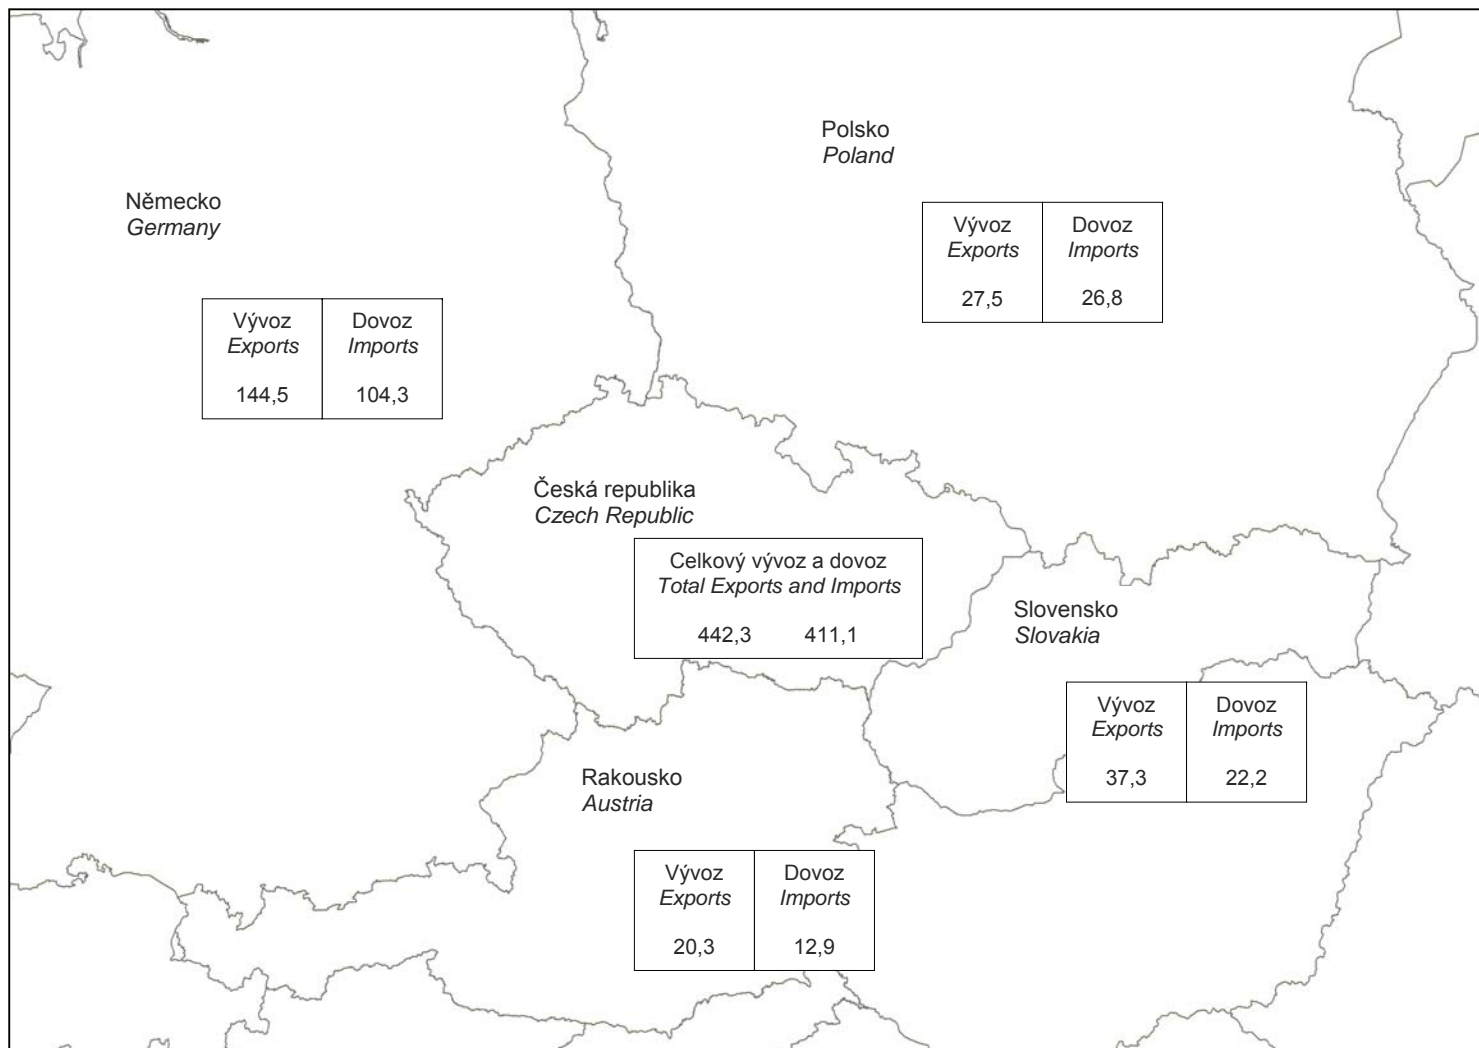 Polsko
Poland
Německo
Germany
Vývoz
Exports
27,5
Dovoz
Imports
26,8
Vývoz
Exports
144,5
Dovoz
Imports
104,3
Česká republika
Czech Republic
Celkový vývoz a dovoz
Total Exports and Imports
442,3 411,1
Slovensko
Slovakia
Vývoz
Exports
37,3
Dovoz
Imports
22,2
Rakousko
Austria
Vývoz
Exports
20,3
Dovoz
Imports
12,9